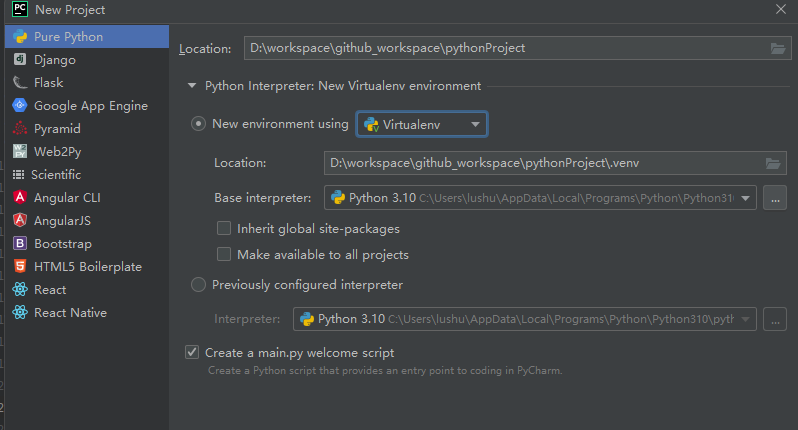 New Project
Pure Python
Django
Flask
Google App Engine
Pyramid
Web2Py
Scientific
Angular CLI
AngularJS
Bootstrap
HTML5 Boilerplate
React
React Native
Location: D:\workspace\github_workspace\pythonProject
Python Interpreter: New Virtualenv environment
New environment using Virtualenv
Location: D:\workspace\github_workspace\pythonProject\.venv
Base interpreter: Python 3.10 C:\Users\lushu\AppData\Local\Programs\Python\Python310 ...
Inherit global site-packages
Make available to all projects
Previously configured interpreter
Interpreter: Python 3.10 C:\Users\lushu\AppData\Local\Programs\Python\Python310\pyth ...
Create a main.py welcome script
Create a Python script that provides an entry point to coding in PyCharm.